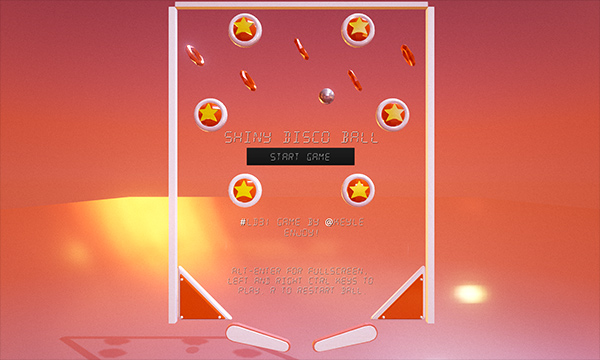 SHINY DISCO BALL
START GAME
#LD31 GAME BY @KEYLE
ENJOY!
ALT-ENTER FOR FULLSCREEN.
LEFT AND RIGHT CTRL KEYS TO
PLAY. R TO RESTART BALL.